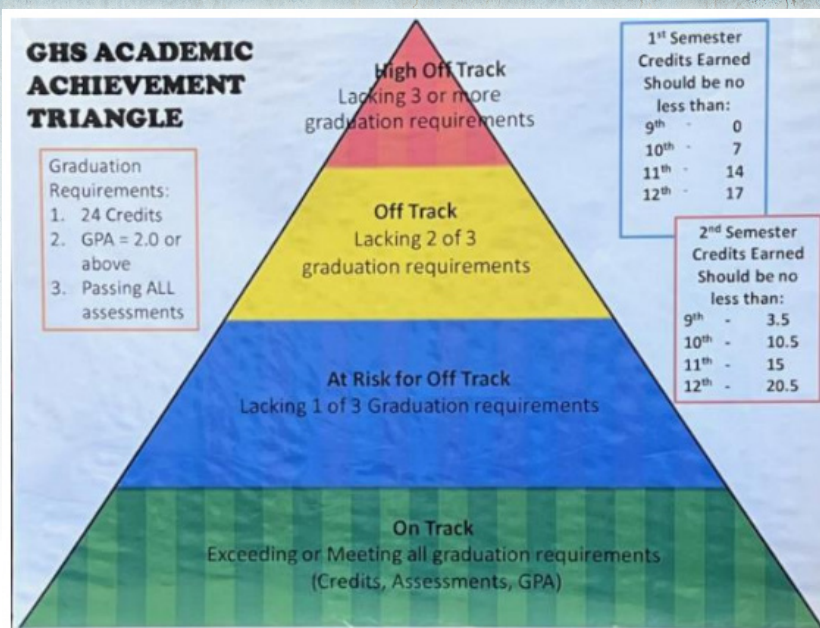 GHS ACADEMIC
ACHIEVEMENT
TRIANGLE
Graduation
Requirements:
1. 24 Credits
2. GPA = 2.0 or
above
3. Passing ALL
assessments
High Off Track
Lacking 3 or more
graduation requirements
Off Track
Lacking 2 of 3
graduation requirements
At Risk for Off Track
Lacking 1 of 3 Graduation requirements
On Track
Exceeding or Meeting all graduation requirements
(Credits, Assessments, GPA)
1st Semester
Credits Earned
Should be no
less than:
9th - 0
10th - 7
11th - 14
12th - 17
2nd Semester
Credits Earned
Should be no
less than:
9th - 3.5
10th - 10.5
11th - 15
12th - 20.5